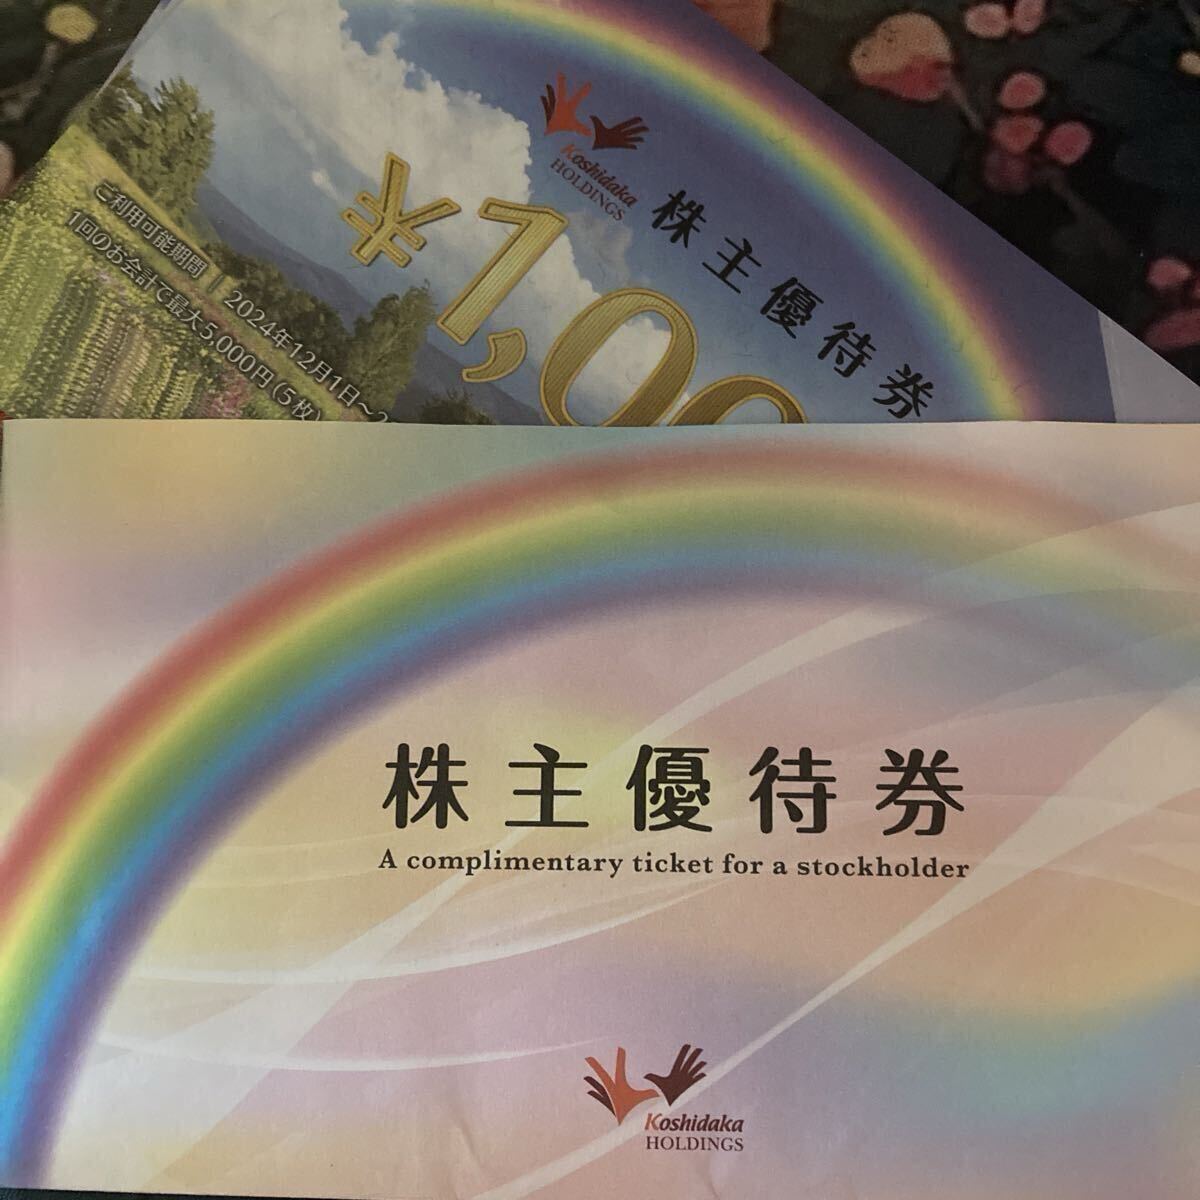 Koshidaka
HOLDINGS
株主優待券
¥1,00
ご利用可能期間 | 2024年12月1日～2
1回のお会計で最大5,000円(5枚)
株主優待券
A complimentary ticket for a stockholder
Koshidaka
HOLDINGS